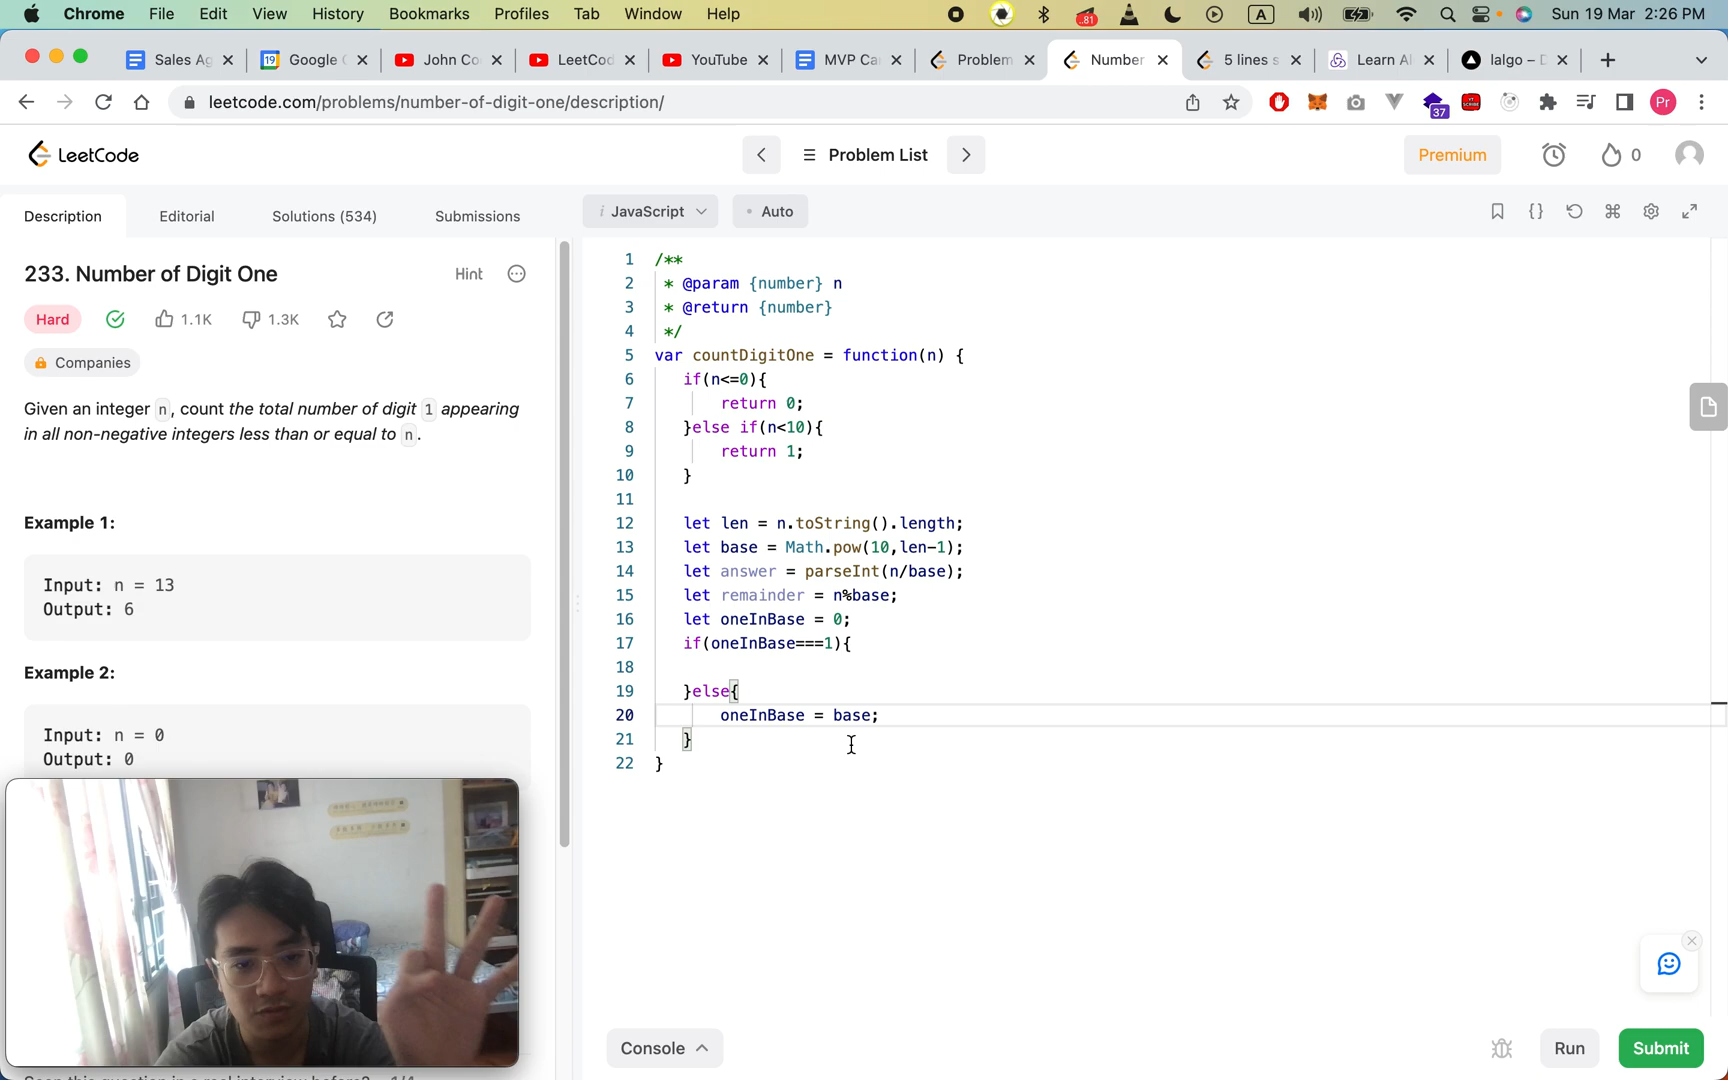 Chrome File Edit View History Bookmarks Profiles Tab Window Help .81 A Sun 19 Mar 2:26 PM
Sales Ag Google C John Co LeetCod YouTube MVP Ca Problem Number 5 lines s Learn A lalgo – D
leetcode.com/problems/number-of-digit-one/description/ 37 Pr
LeetCode Problem List Premium 0
Description Editorial Solutions (534) Submissions
i JavaScript • Auto
233. Number of Digit One Hint
Hard 1.1K 1.3K
Companies
Given an integer n, count the total number of digit 1 appearing
in all non-negative integers less than or equal to n.
Example 1:
Input: n = 13
Output: 6
Example 2:
Input: n = 0
Output: 0
1 /**
2 * @param {number} n
3 * @return {number}
4 */
5 var countDigitOne = function(n) {
6 if(n<=0){
7 return 0;
8 }else if(n<10){
9 return 1;
10 }
11
12 let len = n.toString().length;
13 let base = Math.pow(10,len-1);
14 let answer = parseInt(n/base);
15 let remainder = n%base;
16 let oneInBase = 0;
17 if(oneInBase===1){
18
19 }else{
20 oneInBase = base;
21 }
22 }
Console Run Submit